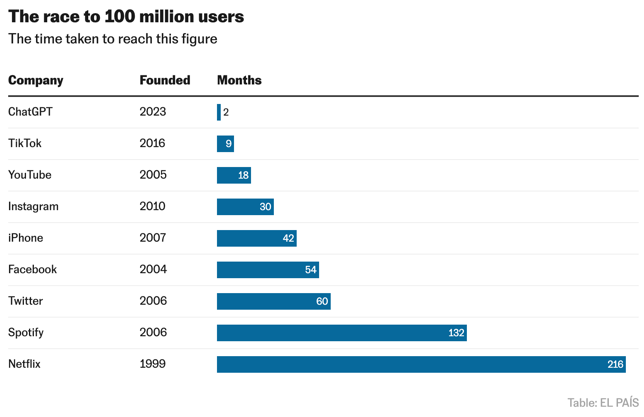 The race to 100 million users
The time taken to reach this figure
Company Founded Months
ChatGPT 2023 2
TikTok 2016 9
YouTube 2005 18
Instagram 2010 30
iPhone 2007 42
Facebook 2004 54
Twitter 2006 60
Spotify 2006 132
Netflix 1999 216
Table: EL PAÍS